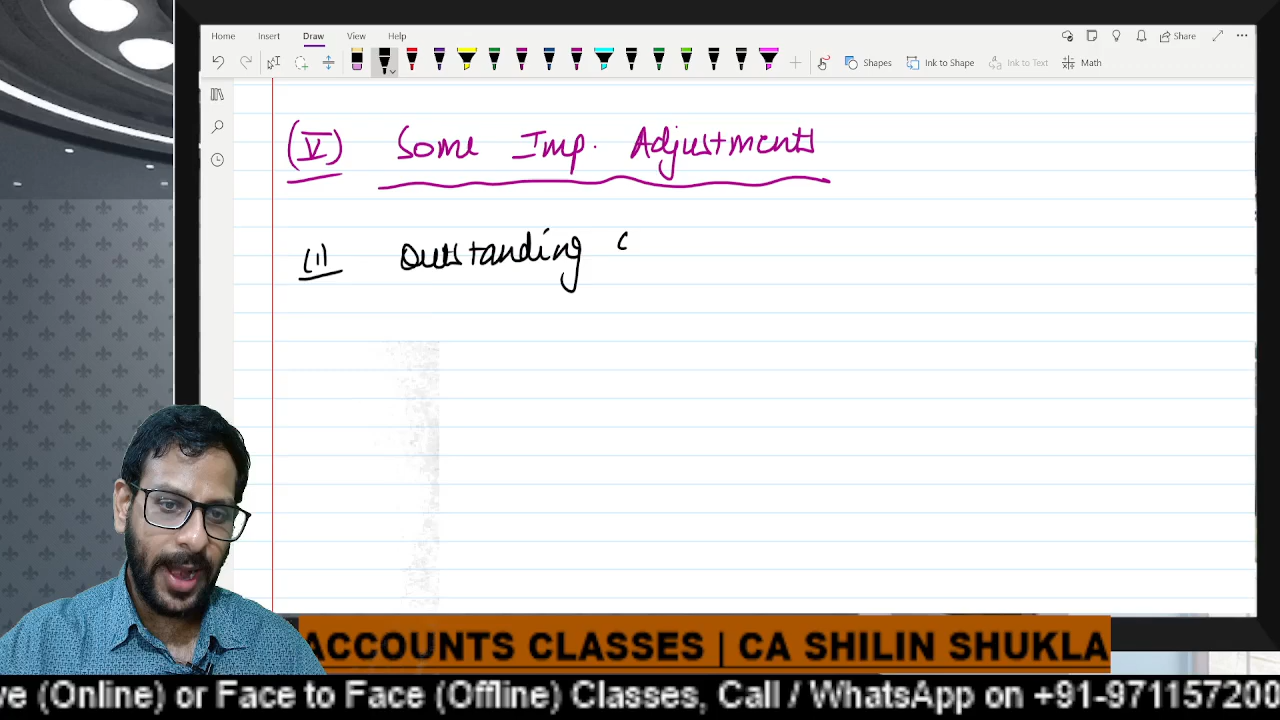 Home Insert Draw View Help
Share
Shapes Ink to Shape Ink to Text Math
(V) Some Imp. Adjustments
(1) Outstanding
ACCOUNTS CLASSES | CA SHILIN SHUKLA
ve (Online) or Face to Face (Offline) Classes, Call / WhatsApp on +91-971157200